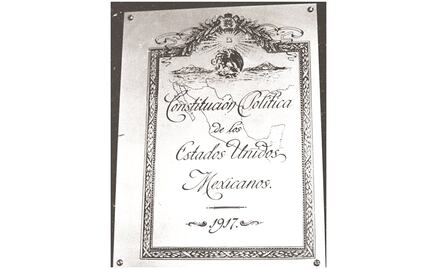 Constitución Política
de los
Estados Unidos
Mexicanos.
1917.